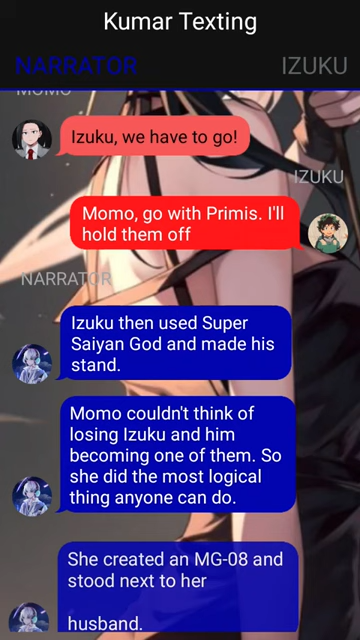 Kumar Texting
NARRATOR
IZUKU
MOMO
Izuku, we have to go!
IZUKU
Momo, go with Primis. I'll
hold them off
NARRATOR
Izuku then used Super
Saiyan God and made his
stand.
Momo couldn't think of
losing Izuku and him
becoming one of them. So
she did the most logical
thing anyone can do.
She created an MG-08 and
stood next to her
husband.